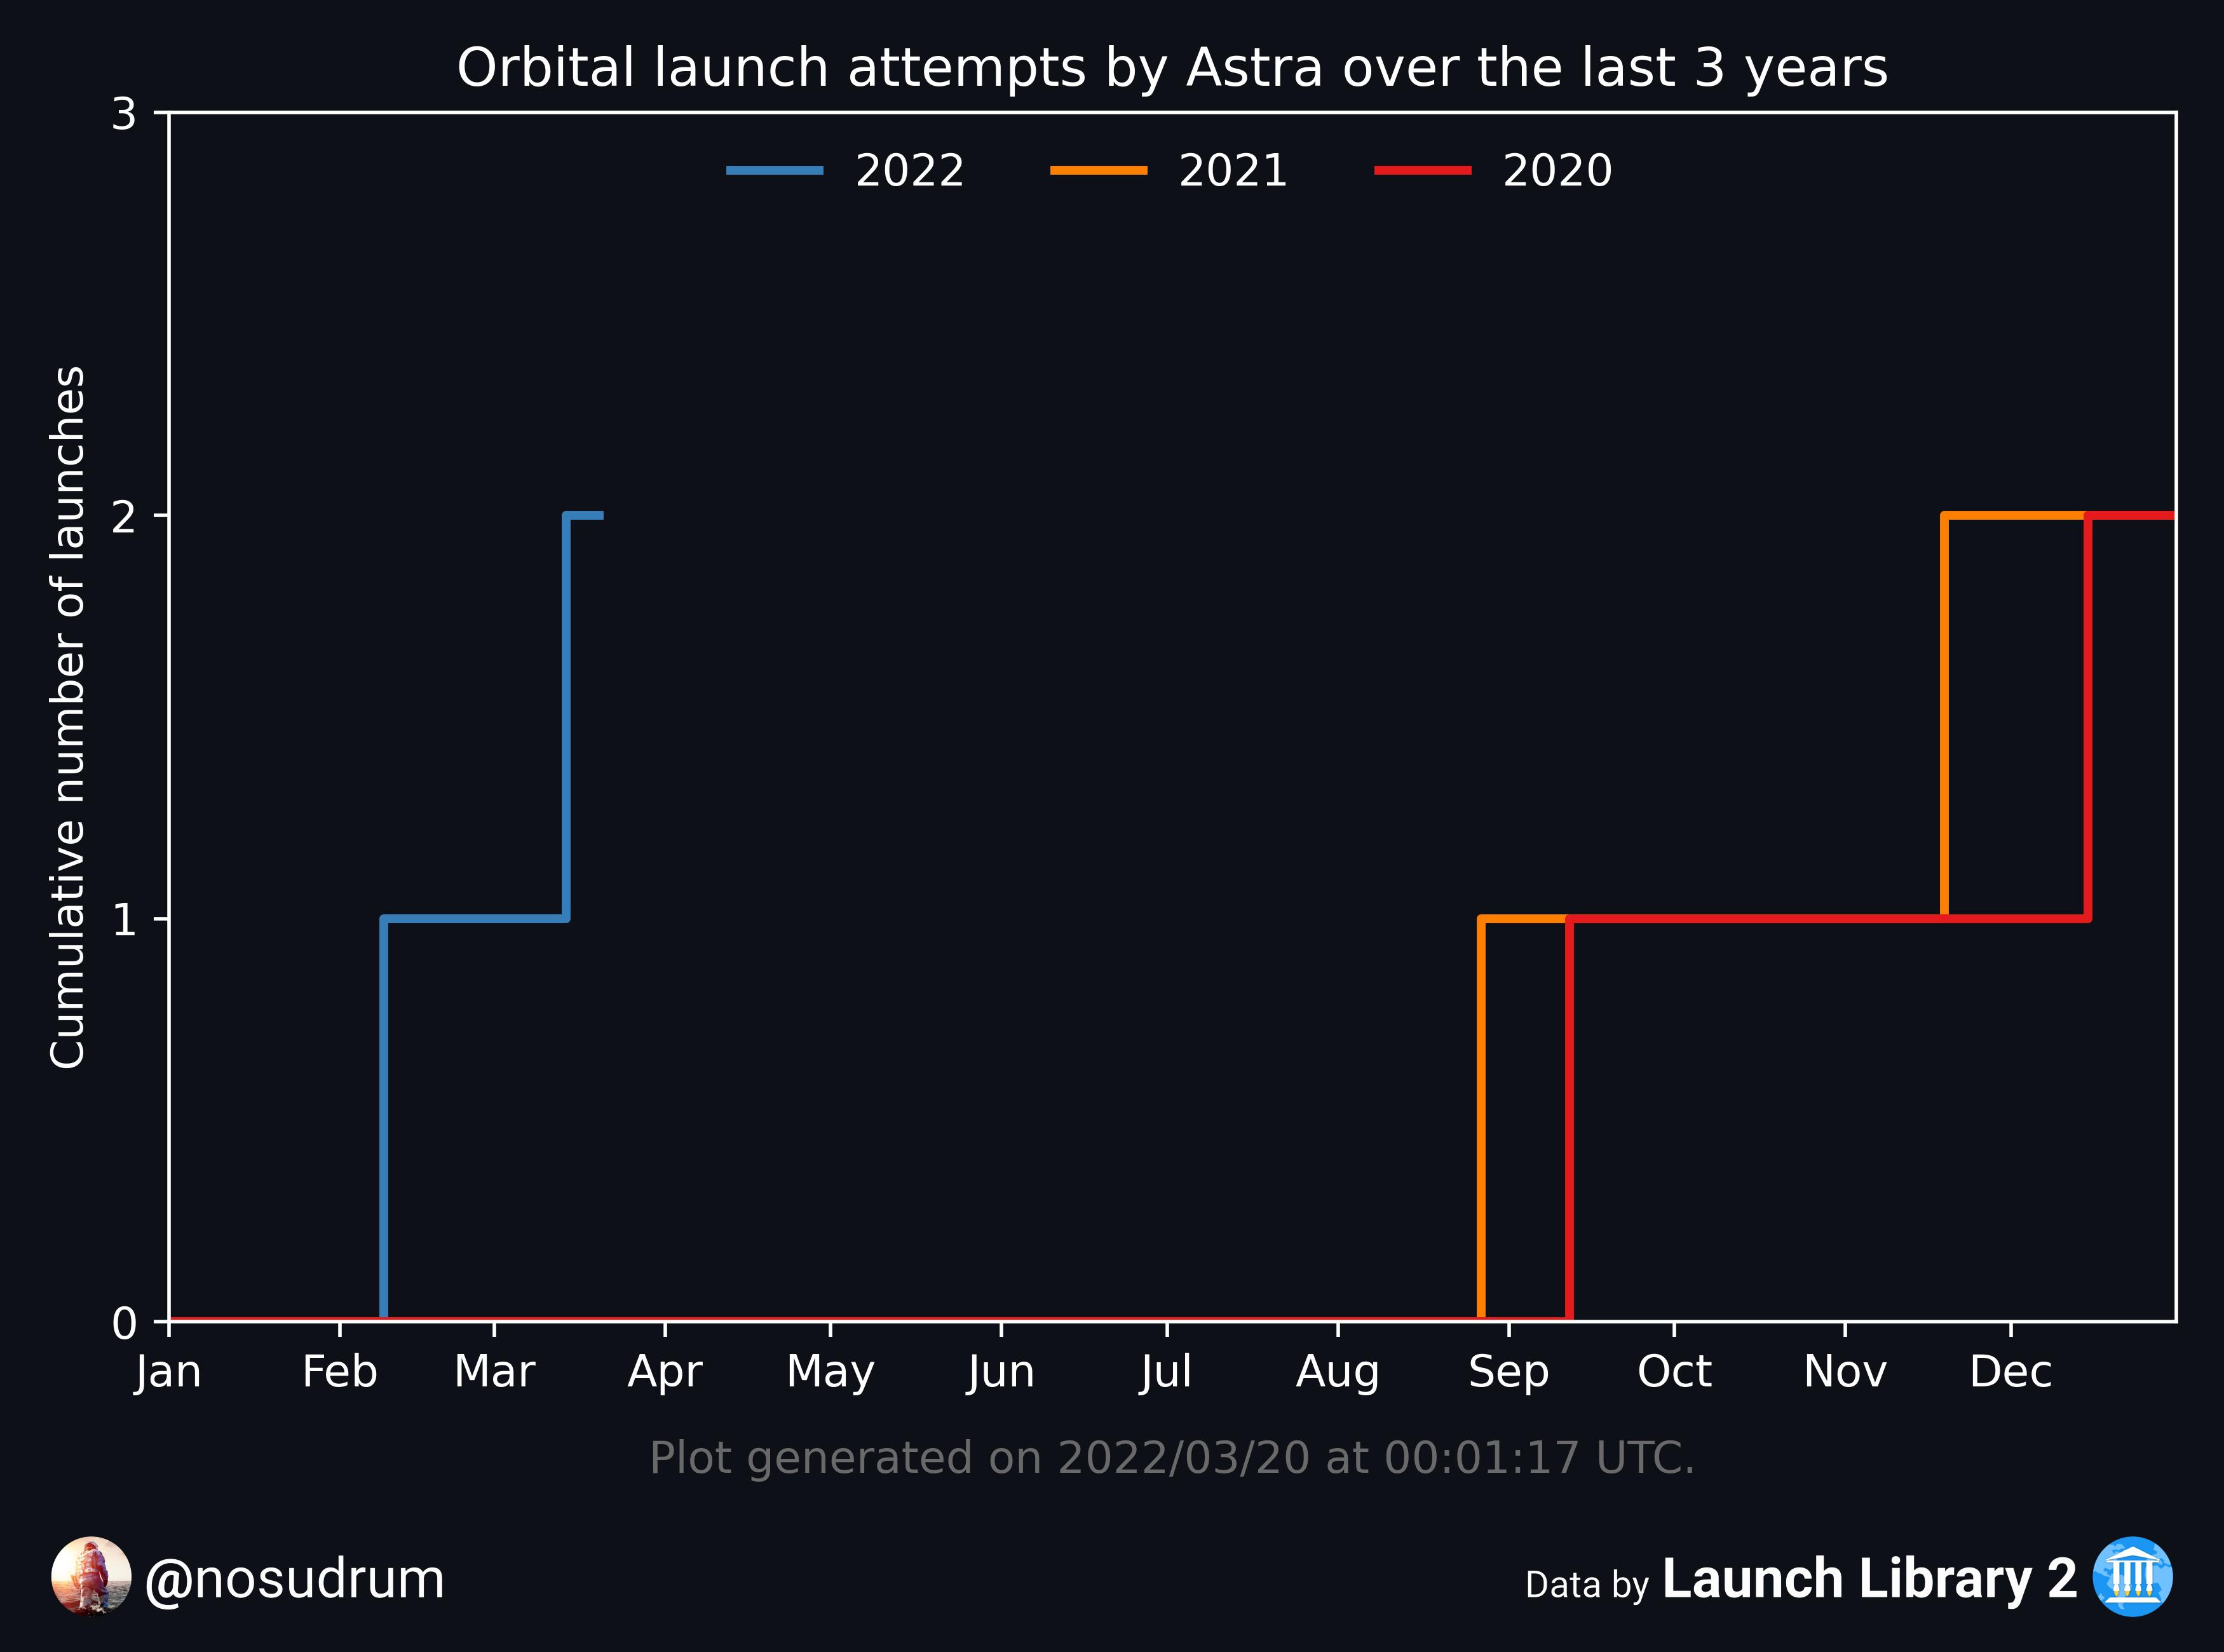 Orbital launch attempts by Astra over the last 3 years
3
2022 2021 2020
2
1
0
Cumulative number of launches
Jan Feb Mar Apr May Jun Jul Aug Sep Oct Nov Dec
Plot generated on 2022/03/20 at 00:01:17 UTC.
@nosudrum
Data by Launch Library 2